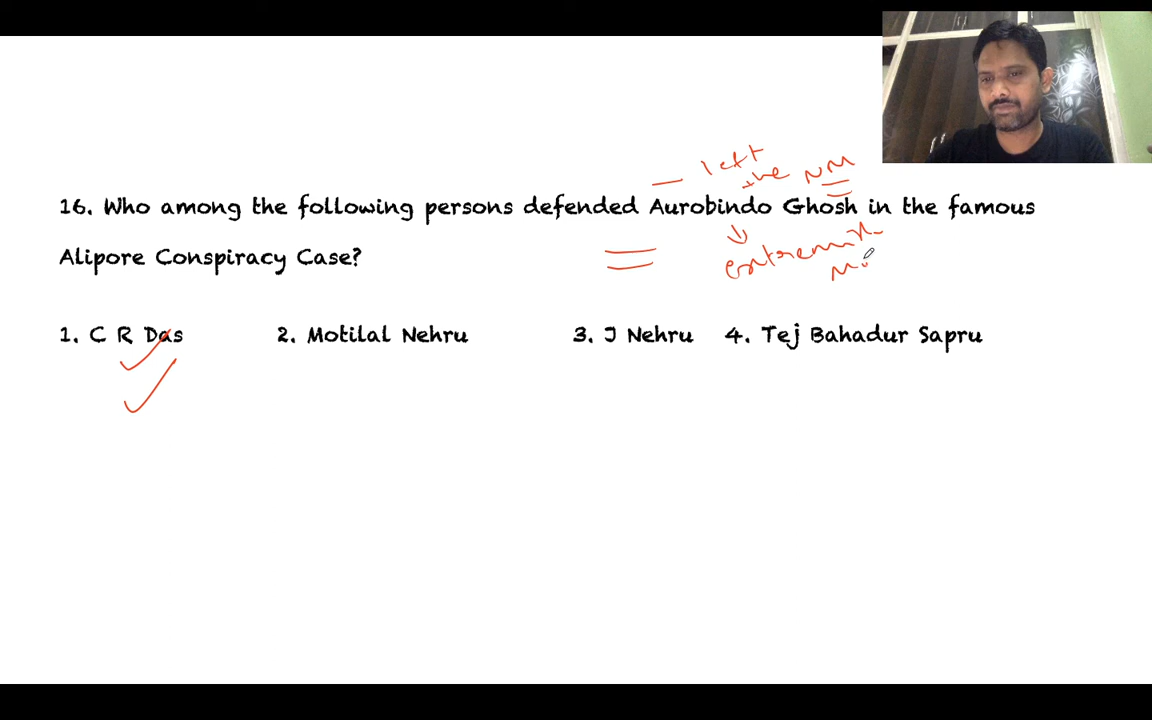 left
the NM
16. Who among the following persons defended Aurobindo Ghosh in the famous
Alipore Conspiracy Case?
1. C R Das 2. Motilal Nehru 3. J Nehru 4. Tej Bahadur Sapru